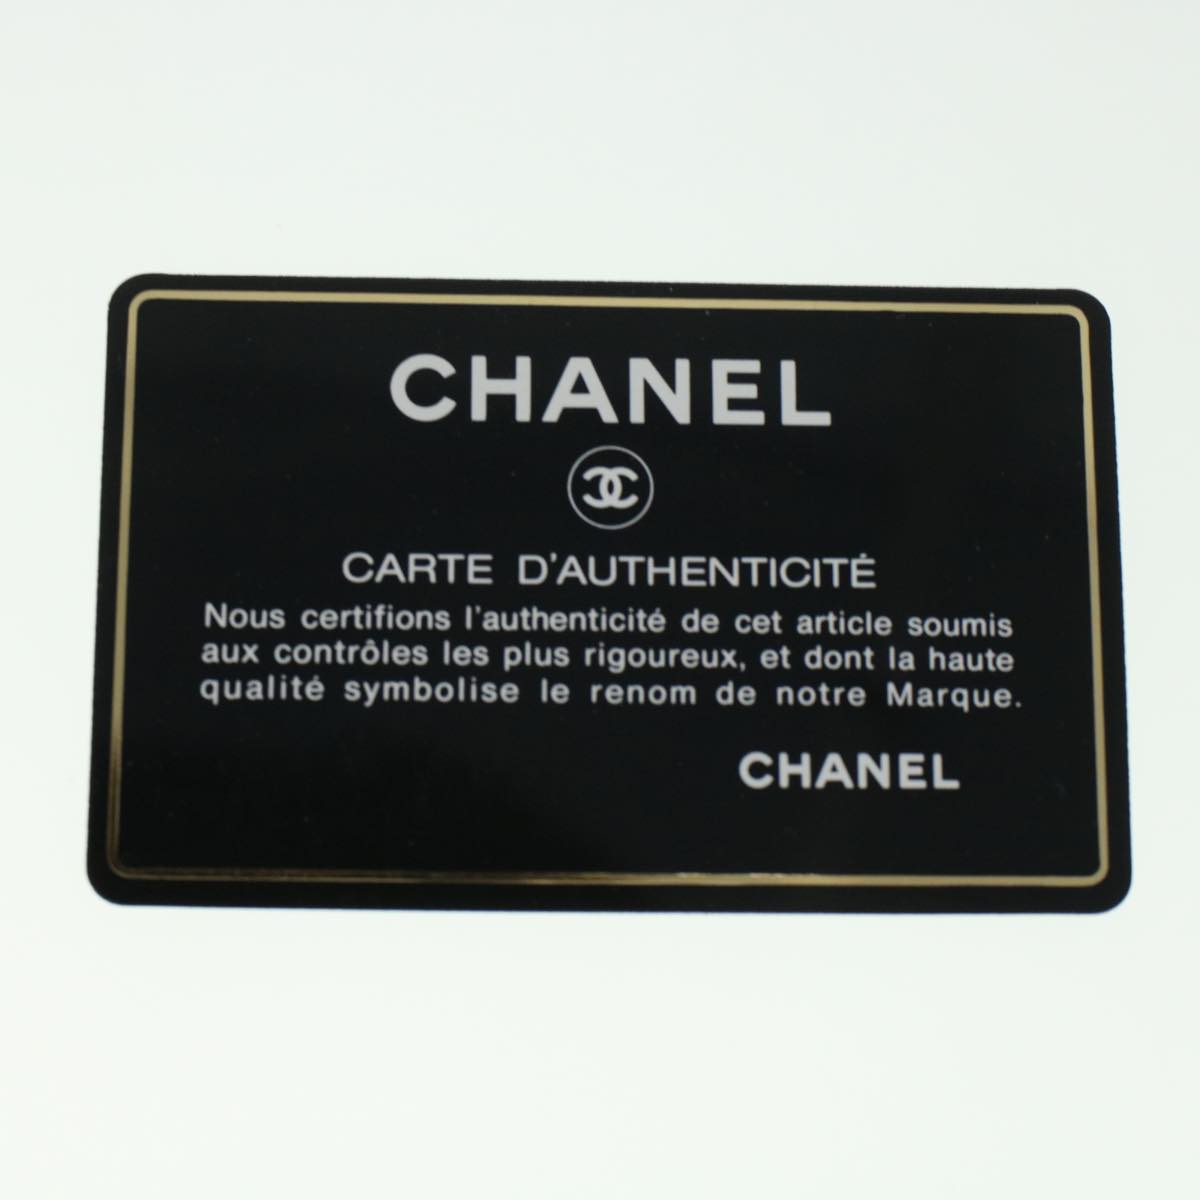 CHANEL
CARTE D'AUTHENTICITÉ
Nous certifions l'authenticité de cet article soumis
aux contrôles les plus rigoureux, et dont la haute
qualité symbolise le renom de notre Marque.
CHANEL